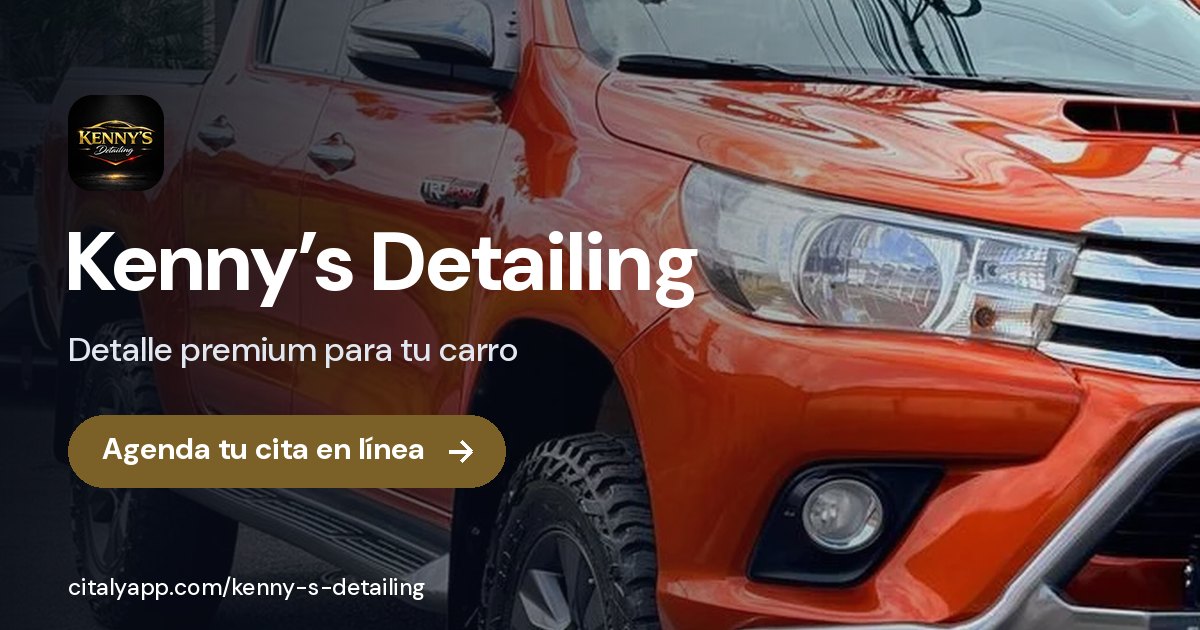 KENNY'S
Detailing
Kenny's Detailing
Detalle premium para tu carro
Agenda tu cita en línea →
citalyapp.com/kenny-s-detailing